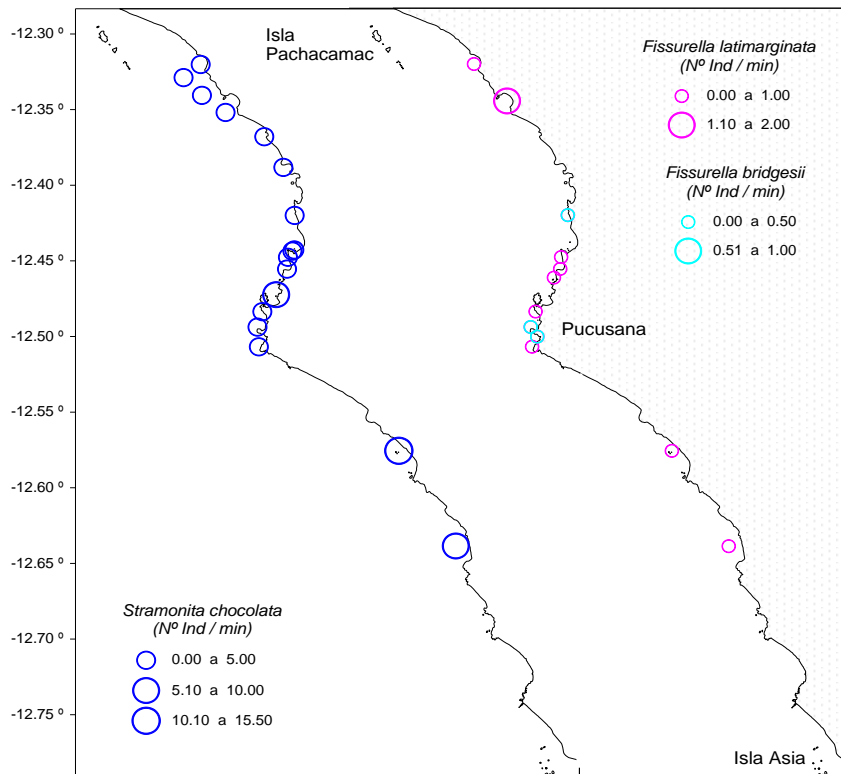 -12.30 º
-12.35 º
-12.40 º
-12.45 º
-12.50 º
-12.55 º
-12.60 º
-12.65 º
-12.70 º
-12.75 º
Isla
Pachacamac
Fissurella latimarginata
(Nº Ind / min)
0.00 a 1.00
1.10 a 2.00
Fissurella bridgesii
(Nº Ind / min)
0.00 a 0.50
0.51 a 1.00
Pucusana
Stramonita chocolata
(Nº Ind / min)
0.00 a 5.00
5.10 a 10.00
10.10 a 15.50
Isla Asia